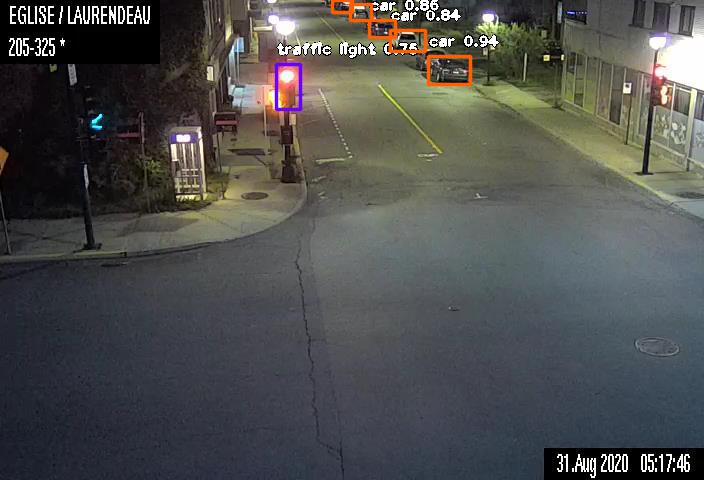 EGLISE / LAURENDEAU
205-325 *
car 0.86
car 0.84
car 0.94
traffic light 0.76
31.Aug 2020 05:17:46